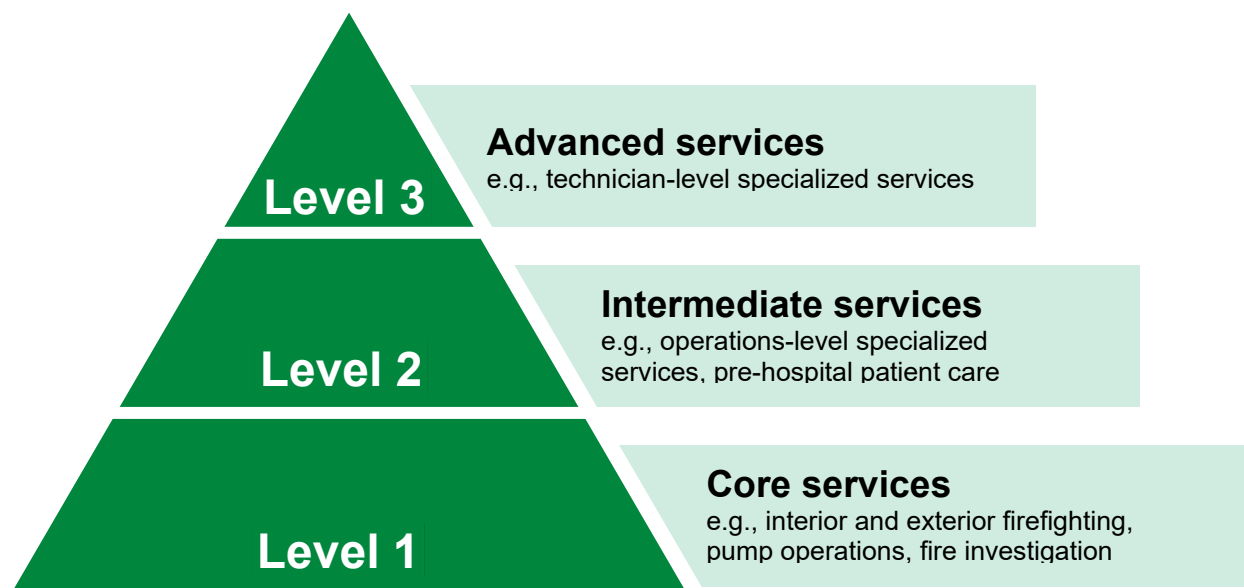 Level 3
Advanced services
e.g., technician-level specialized services
Level 2
Intermediate services
e.g., operations-level specialized
services, pre-hospital patient care
Level 1
Core services
e.g., interior and exterior firefighting,
pump operations, fire investigation